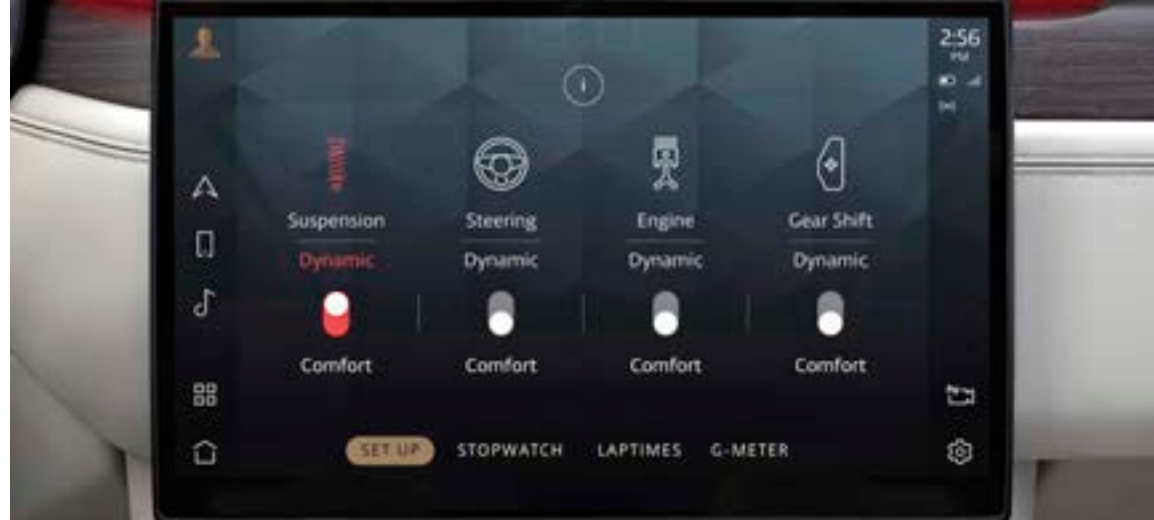 2:56
PM
Suspension
Steering
Engine
Gear Shift
Dynamic
Dynamic
Dynamic
Dynamic
Comfort
Comfort
Comfort
Comfort
SET UP
STOPWATCH
LAPTIMES
G-METER